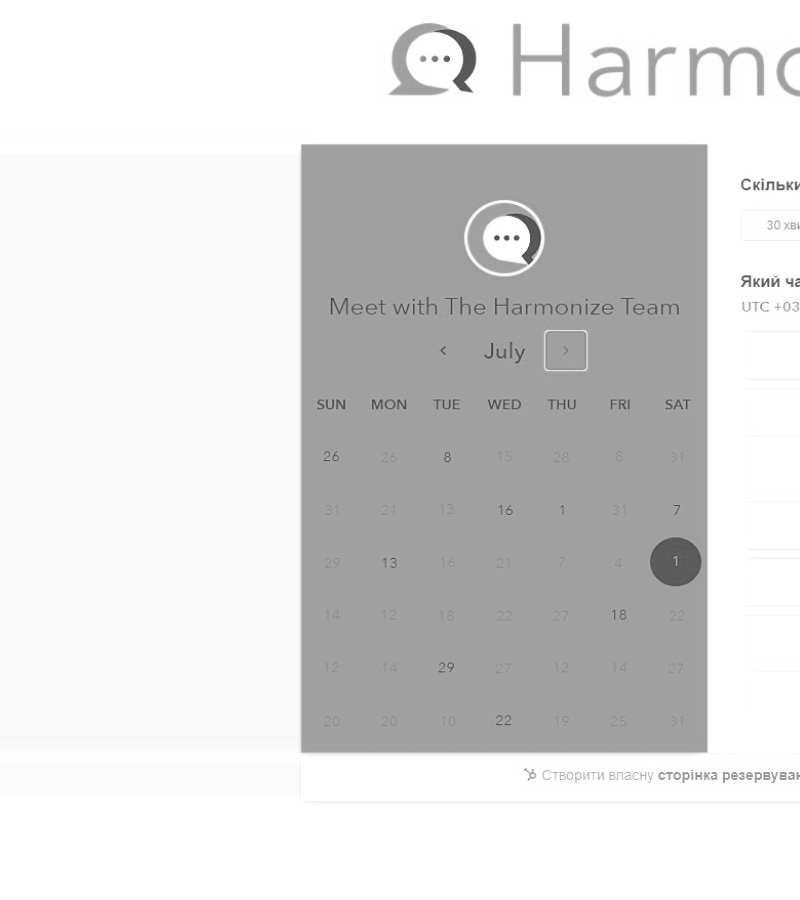 Harmo
Meet with The Harmonize Team
July
SUN MON TUE WED THU FRI SAT
26 26 8 15 28 8 31
31 21 13 16 1 31 7
29 13 16 21 7 4 1
14 12 18 22 27 18 22
12 14 29 27 12 14 27
20 20 10 22 19 25 31
Скільки
30 хви
Який ча
UTC +03
Створити власну сторінка резервуван